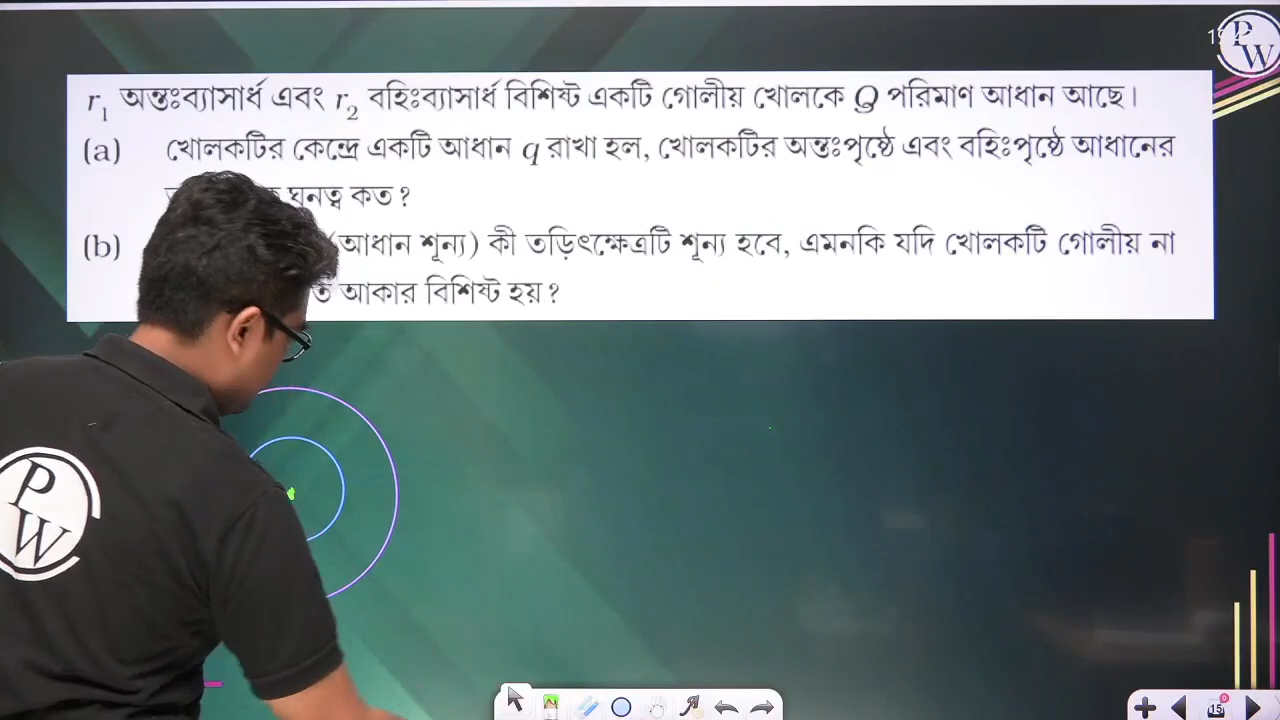 r₁ অন্তঃব্যাসার্ধ এবং r₂ বহিঃব্যাসার্ধ বিশিষ্ট একটি গোলীয় খোলকে Q পরিমাণ আধান আছে।
(a) খোলকটির কেন্দ্রে একটি আধান q রাখা হল, খোলকটির অন্তঃপৃষ্ঠে এবং বহিঃপৃষ্ঠে আধানের
ঘনত্ব কত?
(b) (আধান শূন্য) কী তড়িৎক্ষেত্রটি শূন্য হবে, এমনকি যদি খোলকটি গোলীয় না
আকার বিশিষ্ট হয়?
P
W
P
W
15